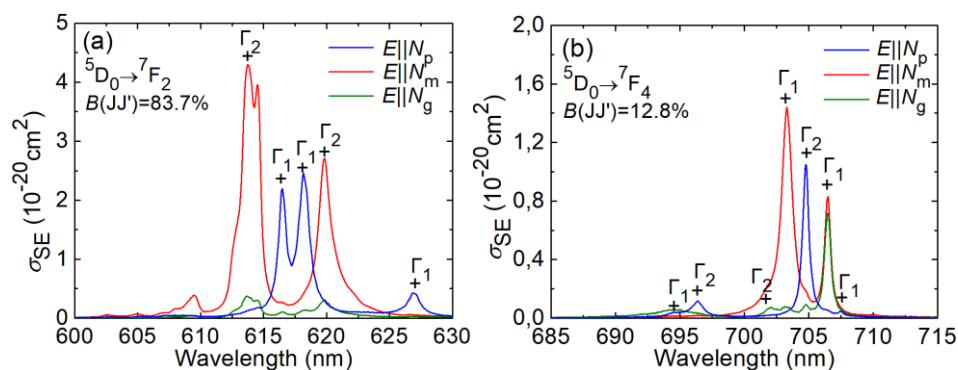 (a)
⁵D₀→⁷F₂
B(JJ')=83.7%
E||Nₚ
E||Nₘ
E||N_g
Γ₂
Γ₁
Γ₁
Γ₂
Γ₁
5
4
3
2
1
0
σSE (10⁻²⁰cm²)
600 605 610 615 620 625 630
Wavelength (nm)
(b)
⁵D₀→⁷F₄
B(JJ')=12.8%
E||Nₚ
E||Nₘ
E||N_g
Γ₁
Γ₂
Γ₂
Γ₁
Γ₂
Γ₁
Γ₁
2,0
1.6
1.2
0.8
0.4
0,0
σSE (10⁻²⁰cm²)
685 690 695 700 705 710 715
Wavelength (nm)